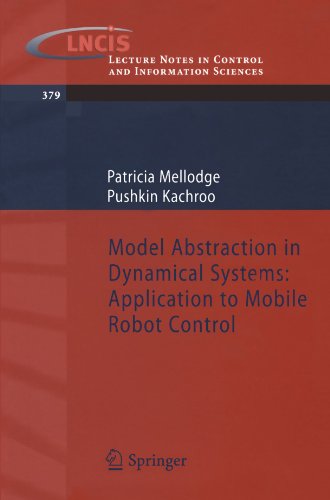 LNCIS
LECTURE NOTES IN CONTROL
AND INFORMATION SCIENCES
379
Patricia Mellodge
Pushkin Kachroo
Model Abstraction in
Dynamical Systems:
Application to Mobile
Robot Control
Springer